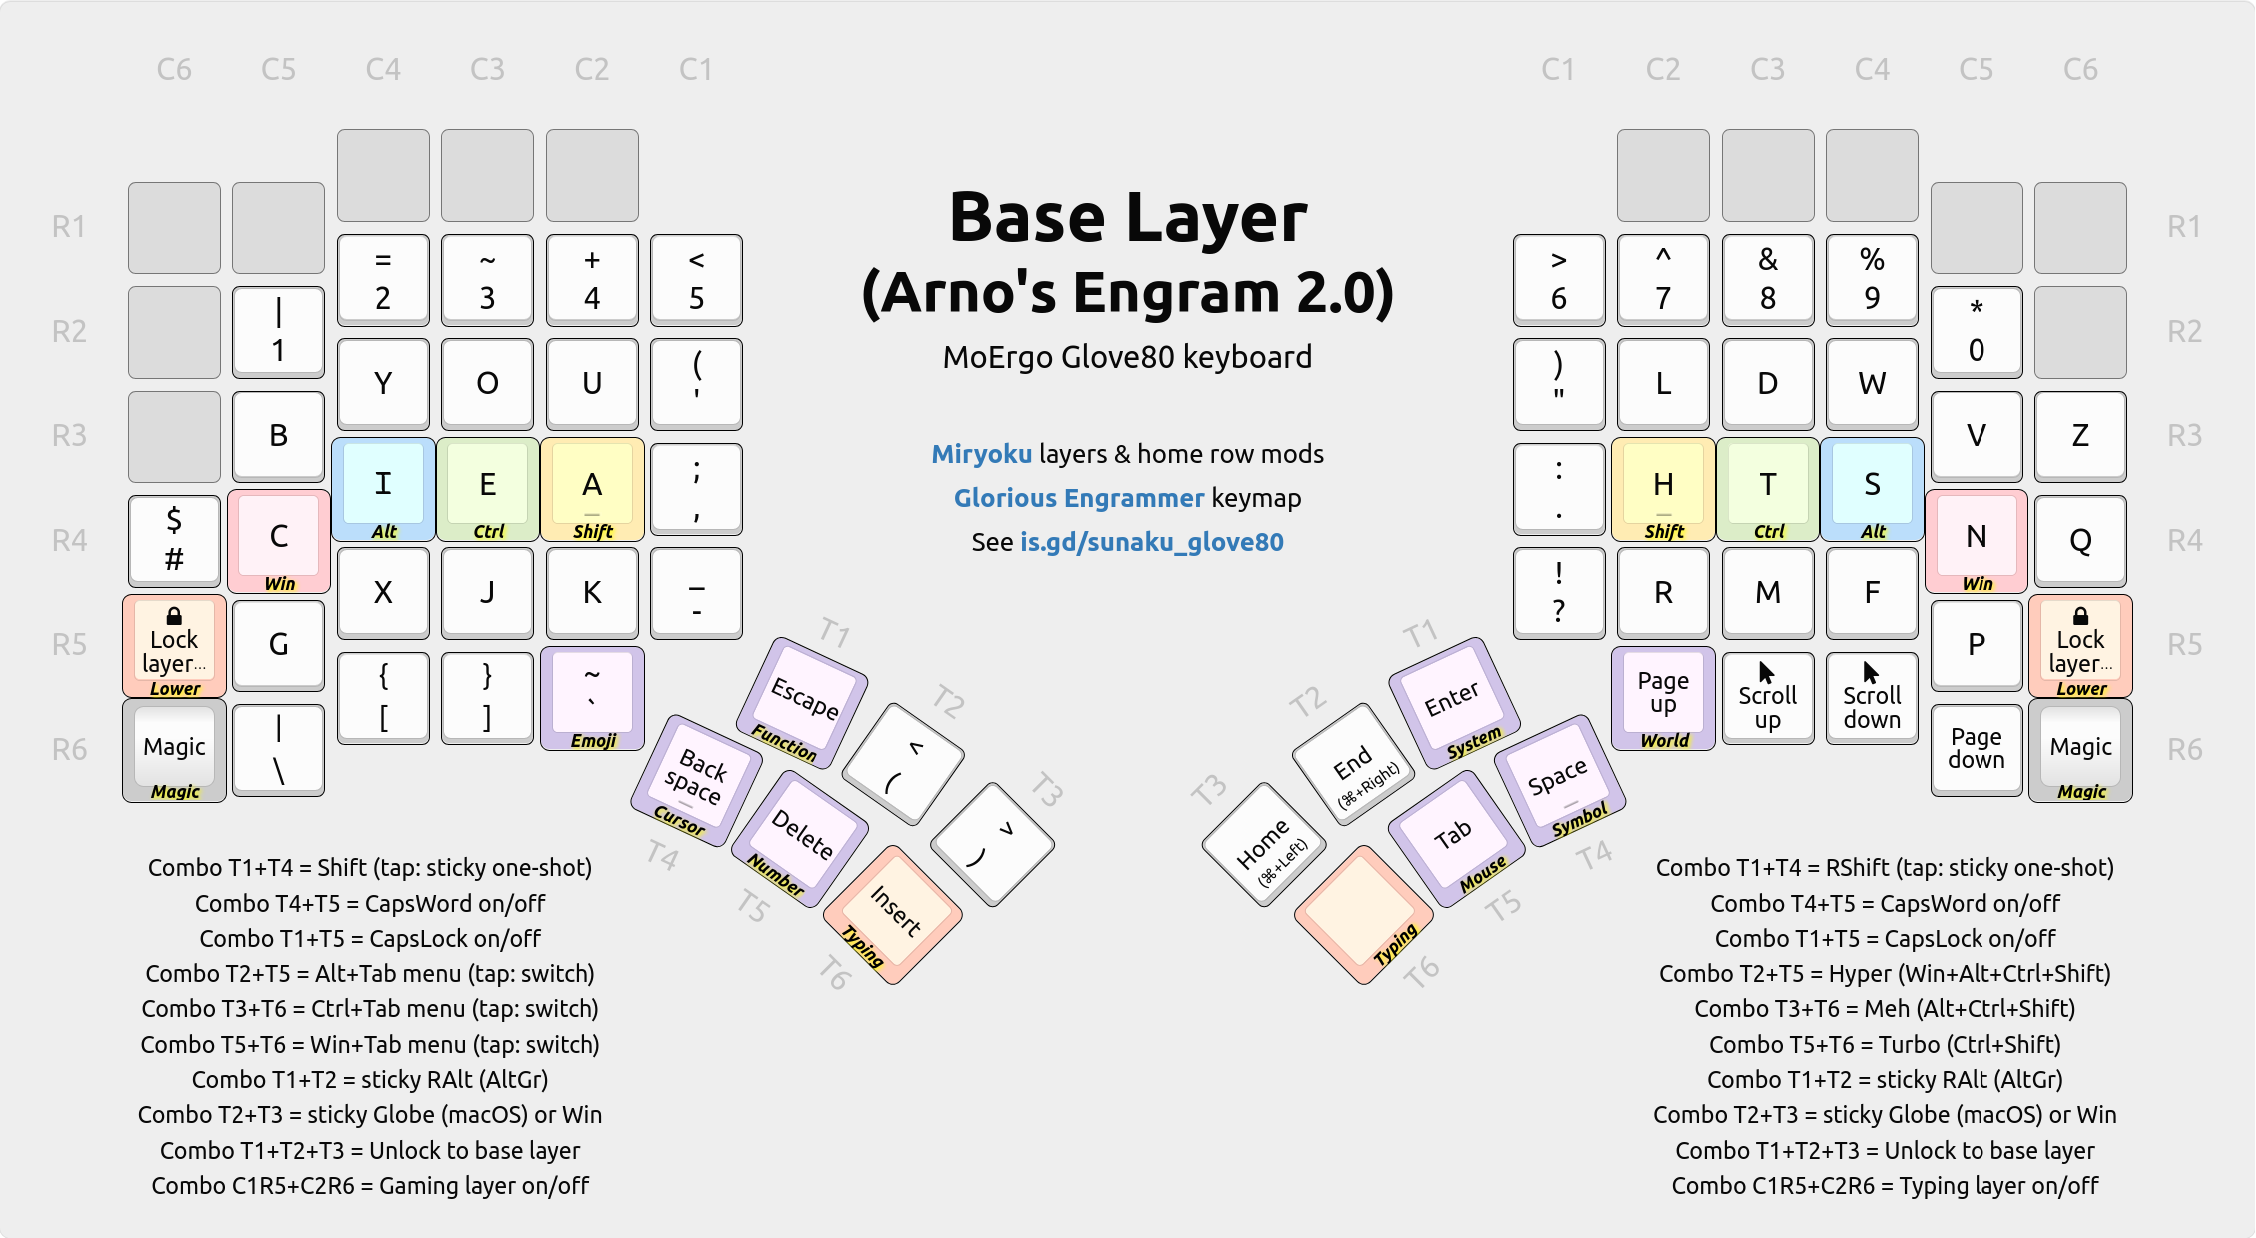 C6 C5 C4 C3 C2 C1
C1 C2 C3 C4 C5 C6
Base Layer
(Arno's Engram 2.0)
MoErgo Glove80 keyboard
Miryoku layers & home row mods
Glorious Engrammer keymap
See is.gd/sunaku_glove80
R1
R2
R3
R4
R5
R6
= ~ + <
2 3 4 5
|
1
Y O U (
'
B
I E A ;
,
Alt Ctrl Shift
$
#
C
Win
X J K _
-
Lock
layer...
Lower
G
{ } ~
[ ] `
Emoji
Magic
Magic
|
\
T1
Escape
Function
T2
<
(
T3
>
)
Back
space
_
Cursor
T4
Delete
Number
T5
Insert
Typing
T6
> ^ & %
6 7 8 9
*
0
) L D W
"
V Z
: H T S
.
Shift Ctrl Alt
N Q
Win
! R M F
?
P
Lock
layer...
Lower
Page
up
World
Scroll
up
Scroll
down
Page
down
Magic
Magic
R1
R2
R3
R4
R5
R6
T1
Enter
System
T2
End
(⌘+Right)
T3
Home
(⌘+Left)
Space
_
Symbol
T4
Tab
Mouse
T5
Typing
T6
Combo T1+T4 = Shift (tap: sticky one-shot)
Combo T4+T5 = CapsWord on/off
Combo T1+T5 = CapsLock on/off
Combo T2+T5 = Alt+Tab menu (tap: switch)
Combo T3+T6 = Ctrl+Tab menu (tap: switch)
Combo T5+T6 = Win+Tab menu (tap: switch)
Combo T1+T2 = sticky RAlt (AltGr)
Combo T2+T3 = sticky Globe (macOS) or Win
Combo T1+T2+T3 = Unlock to base layer
Combo C1R5+C2R6 = Gaming layer on/off
Combo T1+T4 = RShift (tap: sticky one-shot)
Combo T4+T5 = CapsWord on/off
Combo T1+T5 = CapsLock on/off
Combo T2+T5 = Hyper (Win+Alt+Ctrl+Shift)
Combo T3+T6 = Meh (Alt+Ctrl+Shift)
Combo T5+T6 = Turbo (Ctrl+Shift)
Combo T1+T2 = sticky RAlt (AltGr)
Combo T2+T3 = sticky Globe (macOS) or Win
Combo T1+T2+T3 = Unlock to base layer
Combo C1R5+C2R6 = Typing layer on/off